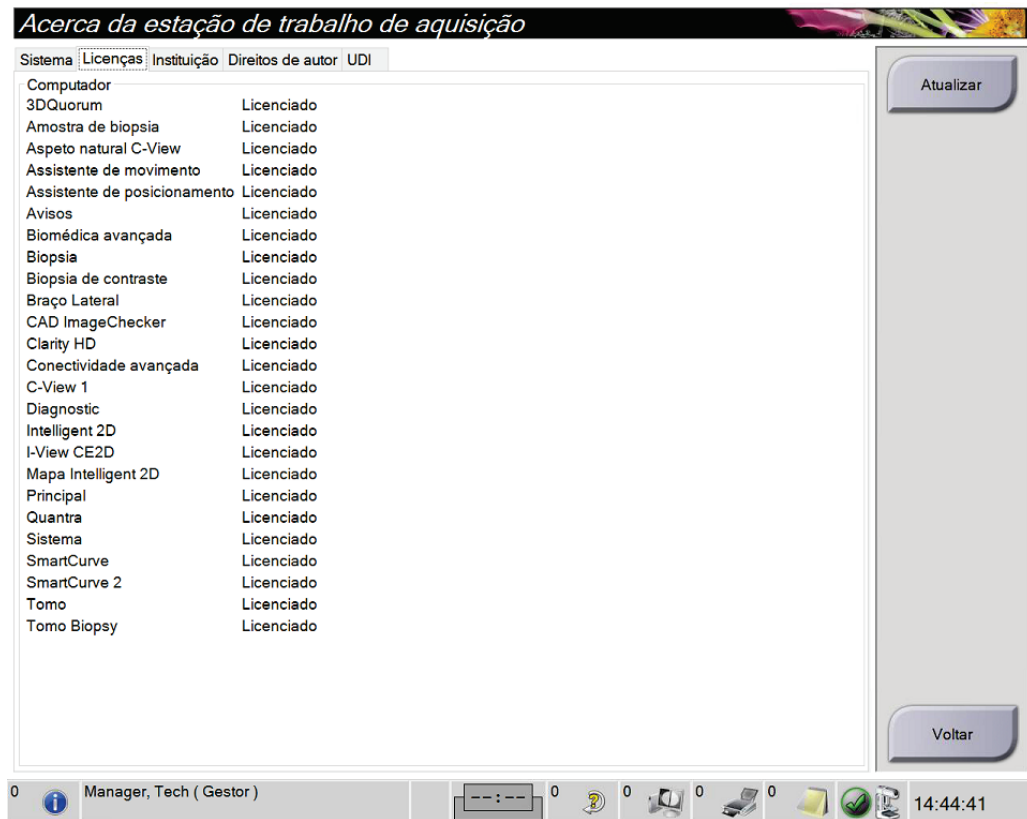 Acerca da estação de trabalho de aquisição
Sistema Licenças Instituição Direitos de autor UDI
Atualizar
Computador
3DQuorum Licenciado
Amostra de biopsia Licenciado
Aspeto natural C-View Licenciado
Assistente de movimento Licenciado
Assistente de posicionamento Licenciado
Avisos Licenciado
Biomédica avançada Licenciado
Biopsia Licenciado
Biopsia de contraste Licenciado
Braço Lateral Licenciado
CAD ImageChecker Licenciado
Clarity HD Licenciado
Conectividade avançada Licenciado
C-View 1 Licenciado
Diagnostic Licenciado
Intelligent 2D Licenciado
I-View CE2D Licenciado
Mapa Intelligent 2D Licenciado
Principal Licenciado
Quantra Licenciado
Sistema Licenciado
SmartCurve Licenciado
SmartCurve 2 Licenciado
Tomo Licenciado
Tomo Biopsy Licenciado
Voltar
0 Manager, Tech ( Gestor ) --:-- 0 0 0 0 14:44:41